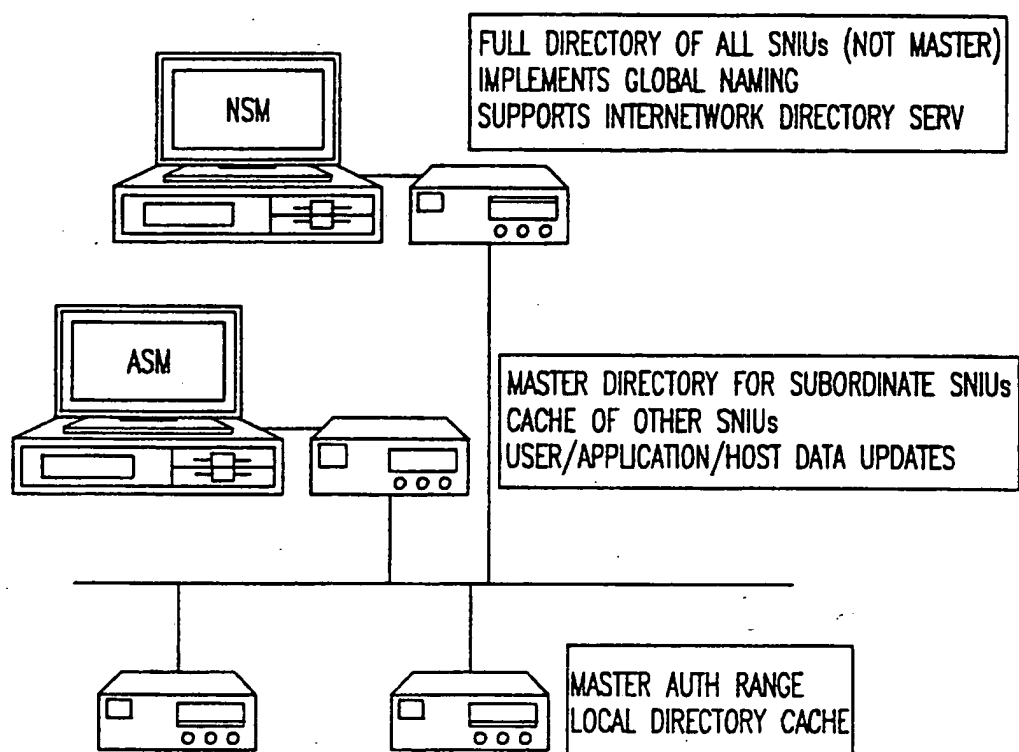 NSM
FULL DIRECTORY OF ALL SNIUs (NOT MASTER)
IMPLEMENTS GLOBAL NAMING
SUPPORTS INTERNETWORK DIRECTORY SERV
ASM
MASTER DIRECTORY FOR SUBORDINATE SNIUs
CACHE OF OTHER SNIUs
USER/APPLICATION/HOST DATA UPDATES
MASTER AUTH RANGE
LOCAL DIRECTORY CACHE